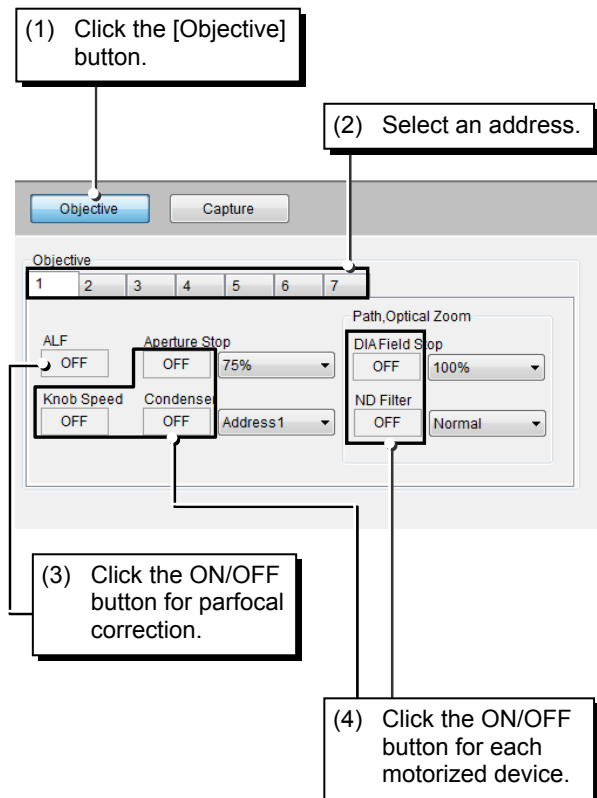 (1) Click the [Objective]
button.
(2) Select an address.
Objective
Capture
Objective
1 2 3 4 5 6 7
Path,Optical Zoom
ALF
Aperture Stop
DIA Field Stop
OFF
OFF
75%
OFF
100%
Knob Speed
Condenser
ND Filter
OFF
OFF
Address1
OFF
Normal
(3) Click the ON/OFF
button for parfocal
correction.
(4) Click the ON/OFF
button for each
motorized device.